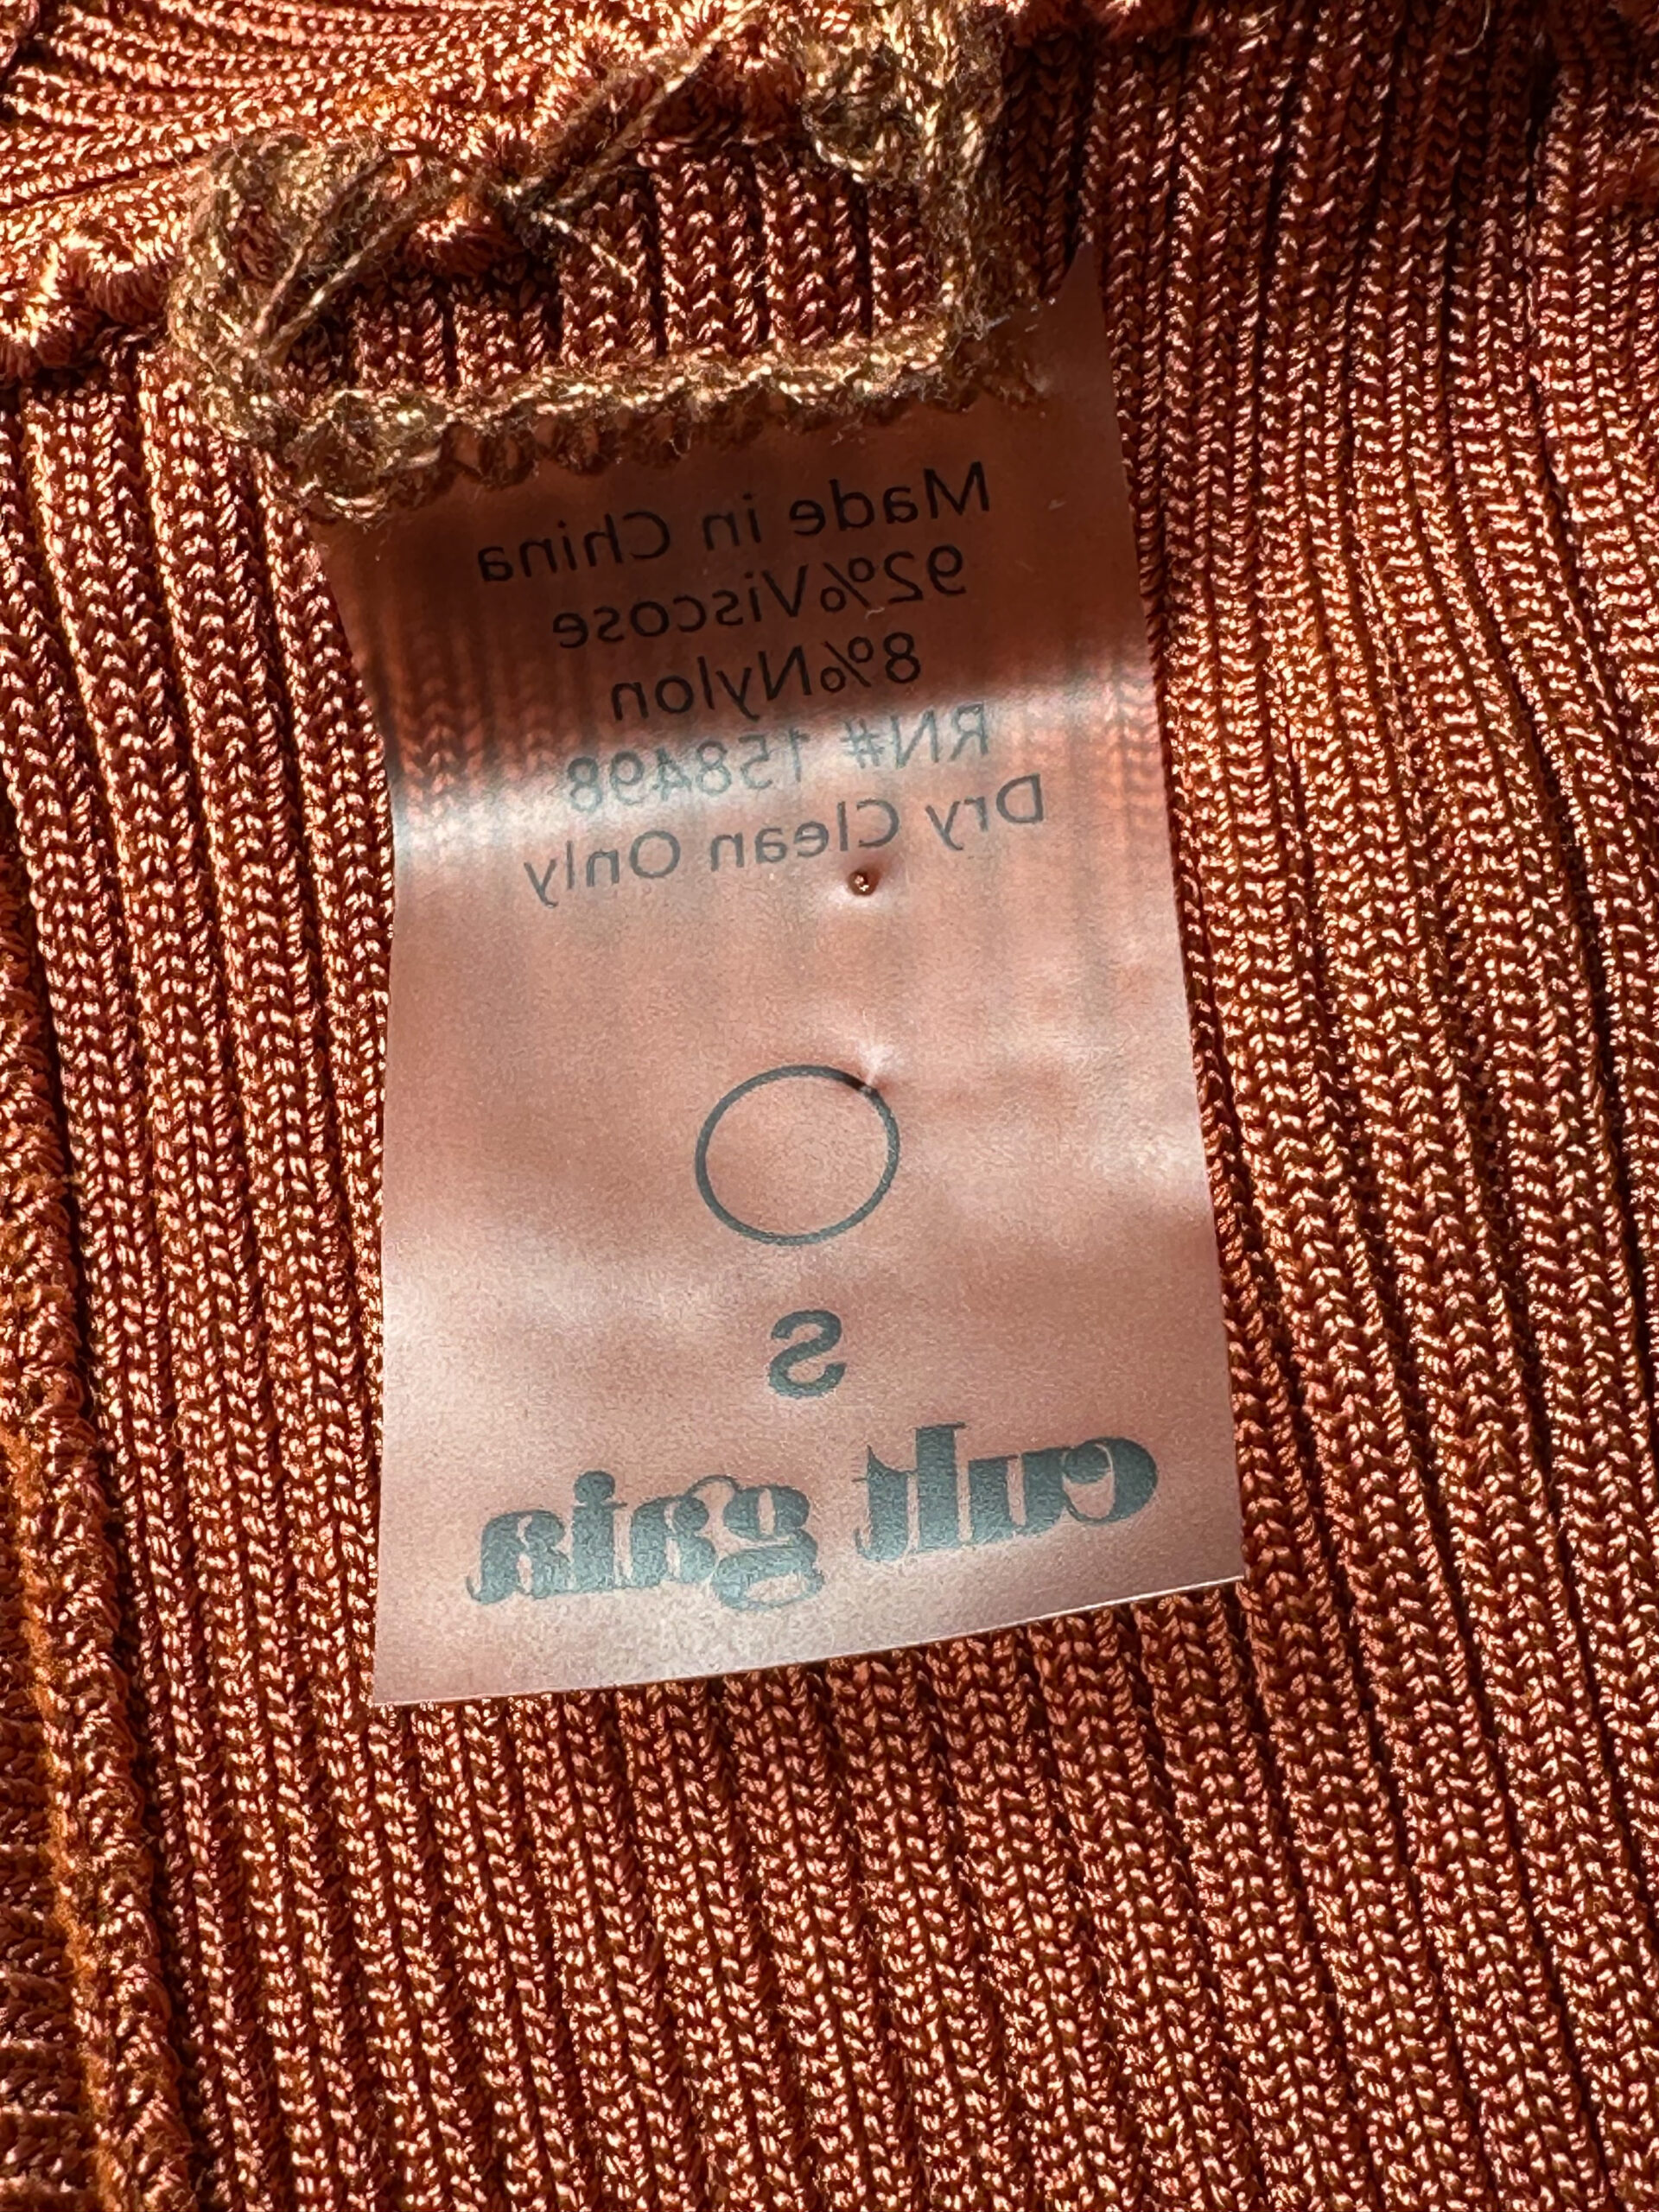 Made in China
92%Viscose
8%Nylon
RN# 158498
Dry Clean Only
S
cult gaia